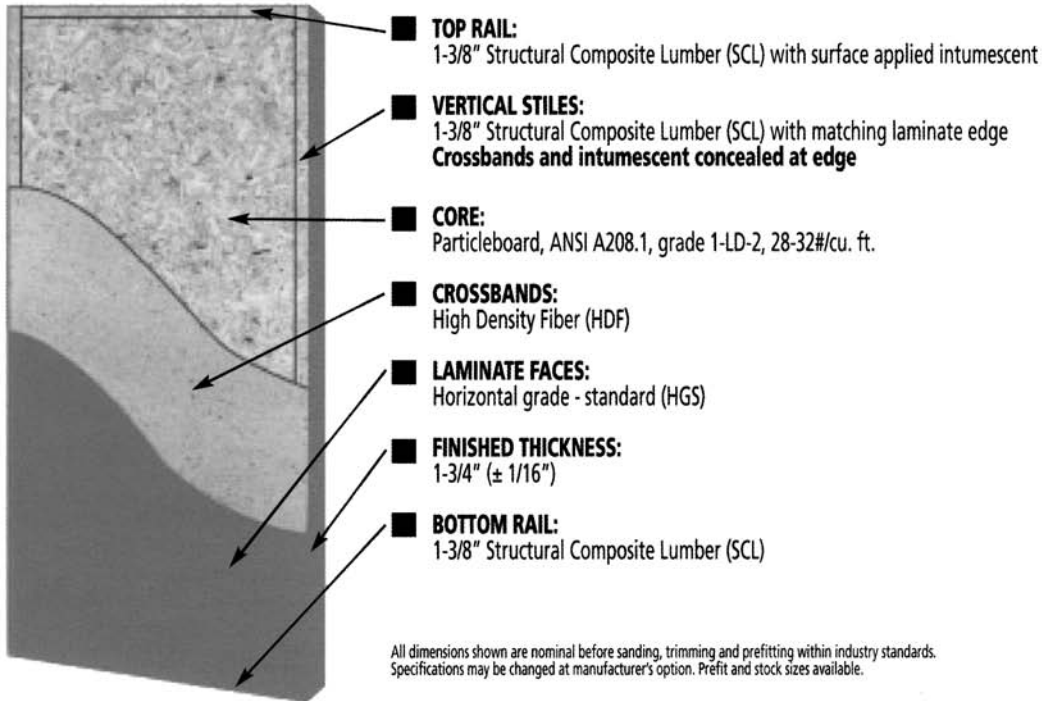 TOP RAIL:
1-3/8" Structural Composite Lumber (SCL) with surface applied intumescent
VERTICAL STILES:
1-3/8" Structural Composite Lumber (SCL) with matching laminate edge
Crossbands and intumescent concealed at edge
CORE:
Particleboard, ANSI A208.1, grade 1-LD-2, 28-32#/cu. ft.
CROSSBANDS:
High Density Fiber (HDF)
LAMINATE FACES:
Horizontal grade - standard (HGS)
FINISHED THICKNESS:
1-3/4" (± 1/16")
BOTTOM RAIL:
1-3/8" Structural Composite Lumber (SCL)
All dimensions shown are nominal before sanding, trimming and prefitting within industry standards.
Specifications may be changed at manufacturer's option. Prefit and stock sizes available.